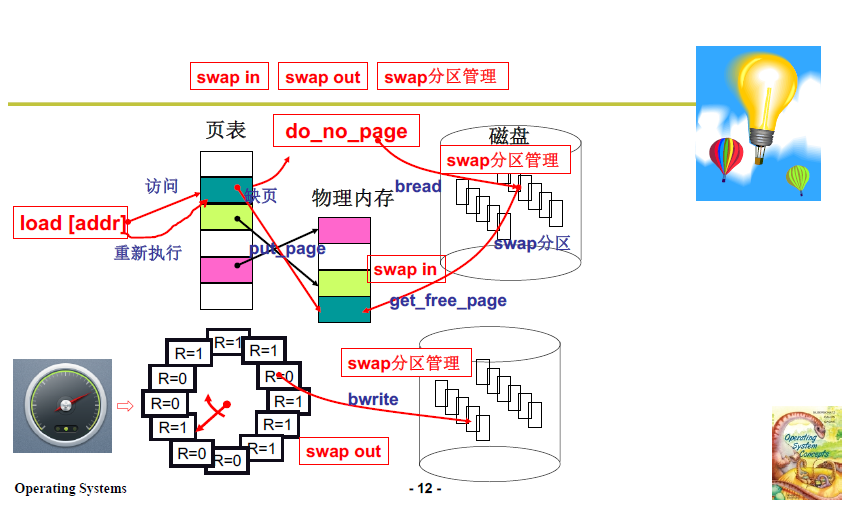 swap in
swap out
swap分区管理
页表
do_no_page
磁盘
swap分区管理
访问
缺页
物理内存
bread
load [addr]
重新执行
put_page
swap分区
swap in
get_free_page
R=1
R=1
R=1
R=0
R=0
R=0
R=1
R=1
R=1
R=1
R=0
R=0
swap分区管理
bwrite
swap out
Operating System Concepts
Operating Systems
- 12 -